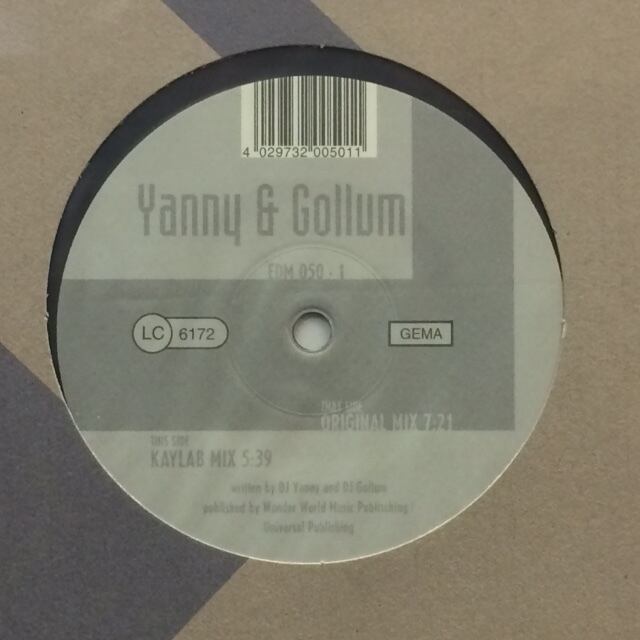 4 029732 005011
Yanny & Gollum
EDM 050 - 1
LC 6172
GEMA
THAT SIDE
ORIGINAL MIX 7:21
THIS SIDE
KAYLAB MIX 5:39
written by DJ Yanny and DJ Gollum
published by Wonder World Music Publisching /
Universal Publishing